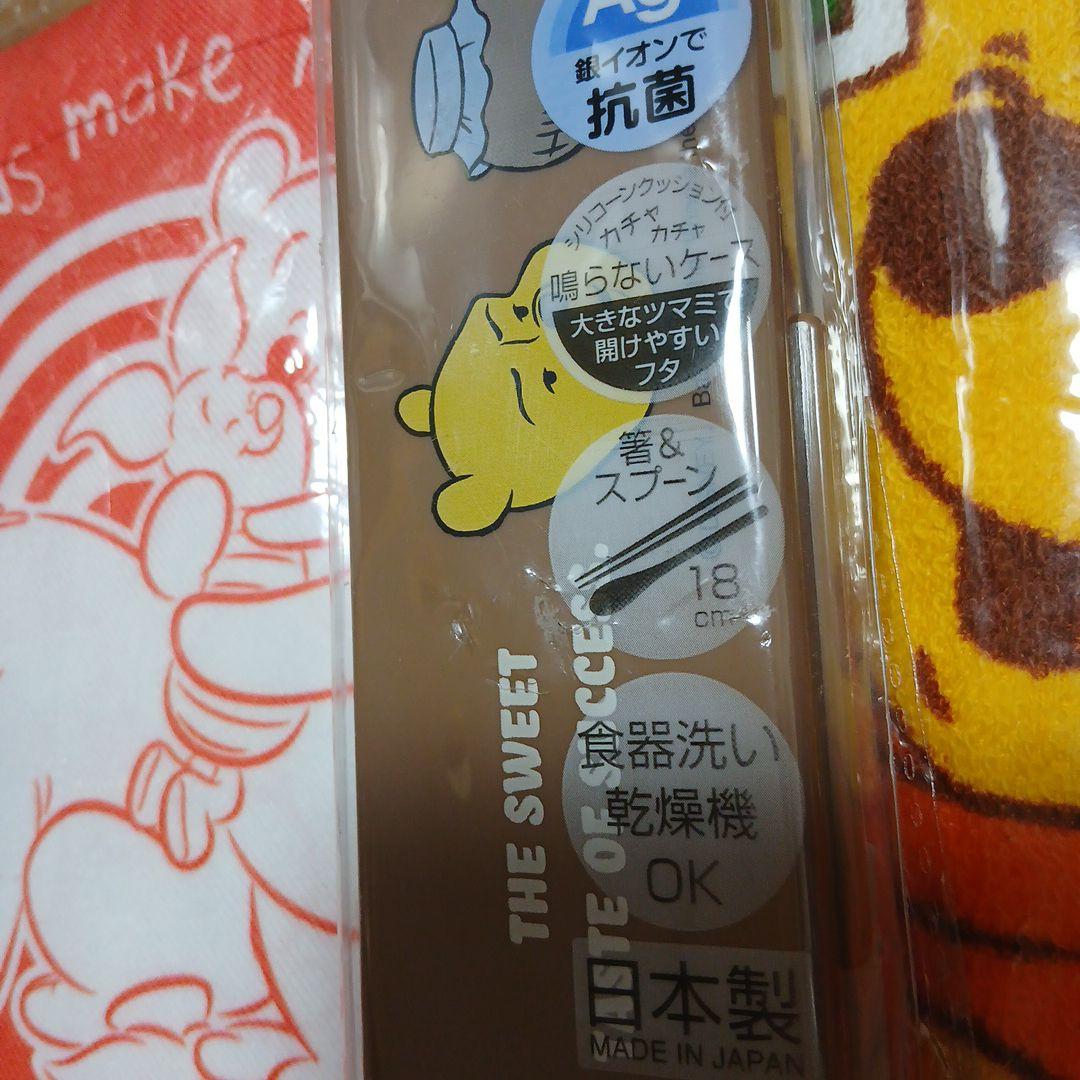 make
Ag
銀イオンで
抗菌
シリコーンクッション付
カチャ
カチャ
鳴らないケース
大きなツマミで
開けやすい
フタ
箸&
スプーン
18
cm
THE SWEET
TASTE OF SUCCESS.
食器洗い
乾燥機
OK
日本製
MADE IN JAPAN